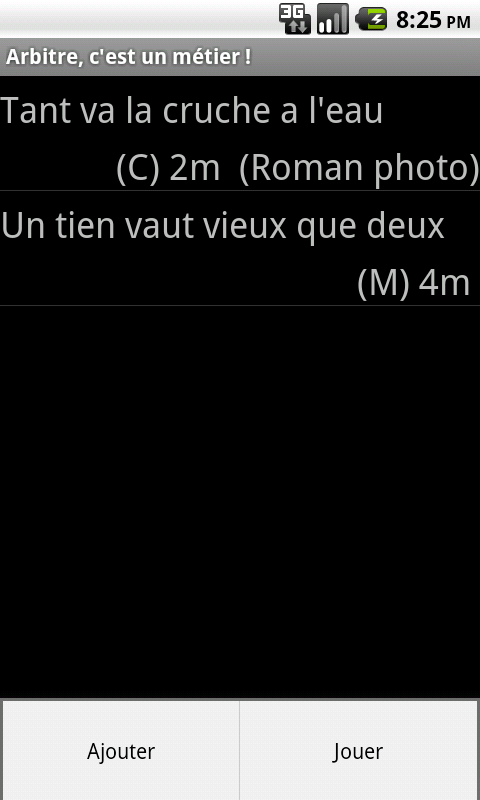 3G 8:25 PM
Arbitre, c'est un métier !
Tant va la cruche a l'eau
(C) 2m (Roman photo)
Un tien vaut vieux que deux
(M) 4m
Ajouter Jouer